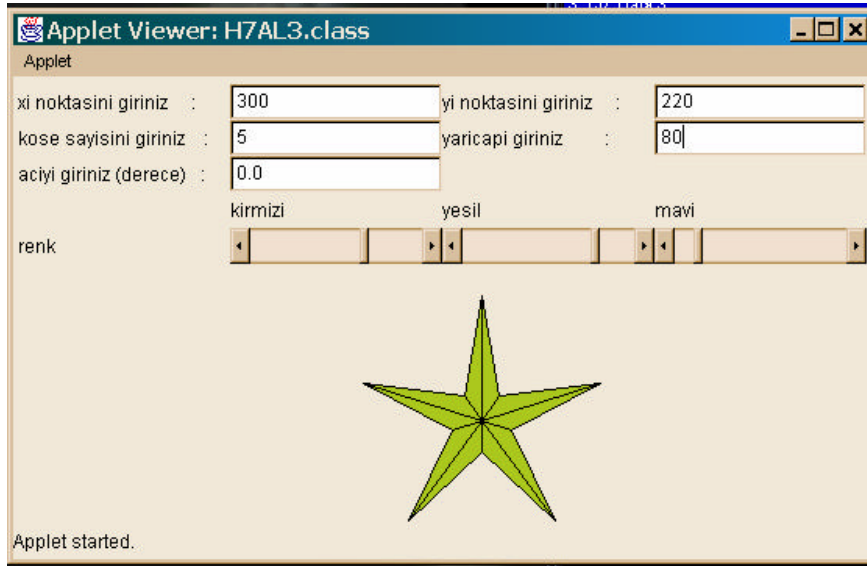 Applet Viewer: H7AL3.class
Applet
xi noktasini giriniz : 300 yi noktasini giriniz : 220
kose sayisini giriniz : 5 yaricapi giriniz : 80
aciyi giriniz (derece) : 0.0
kirmizi yesil mavi
renk
Applet started.